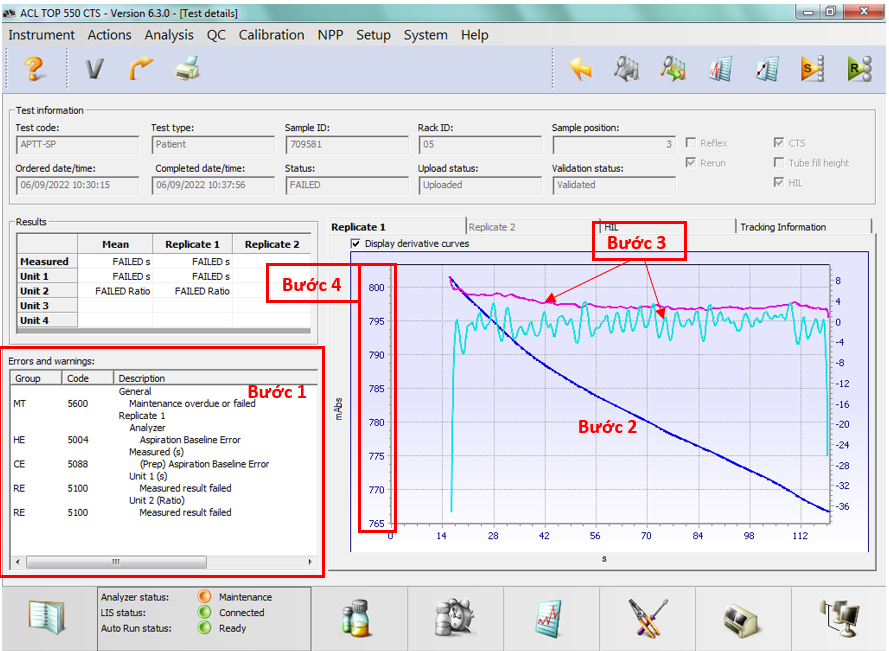 ACL TOP 550 CTS - Version 6.3.0 - [Test details]
Instrument Actions Analysis QC Calibration NPP Setup System Help
Test information
Test code: Test type: Sample ID: Rack ID: Sample position:
APTT-SP Patient 709581 05 3 Reflex CTS
Rerun Tube fill height
Ordered date/time: Completed date/time: Status: Upload status: Validation status:
06/09/2022 10:30:15 06/09/2022 10:37:56 FAILED Uploaded Validated HIL
Results
Mean Replicate 1 Replicate 2
Measured FAILED s FAILED s
Unit 1 FAILED s FAILED s
Unit 2 FAILED Ratio FAILED Ratio
Unit 3
Unit 4
Errors and warnings:
Group Code Description
Bước 1
General
MT 5600 Maintenance overdue or failed
Replicate 1
Analyzer
HE 5004 Aspiration Baseline Error
Measured (s)
CE 5088 (Prep) Aspiration Baseline Error
Unit 1 (s)
RE 5100 Measured result failed
Unit 2 (Ratio)
RE 5100 Measured result failed
Replicate 1 Replicate 2 HIL Tracking Information
Display derivative curves
Bước 3
Bước 4
Bước 2
800
795
790
785
780
775
770
765
mAbs
8
4
0
-4
-8
-12
-16
-20
-24
-28
-32
-36
0 14 28 42 56 70 84 98 112
s
Analyzer status: Maintenance
LIS status: Connected
Auto Run status: Ready
V
S
R